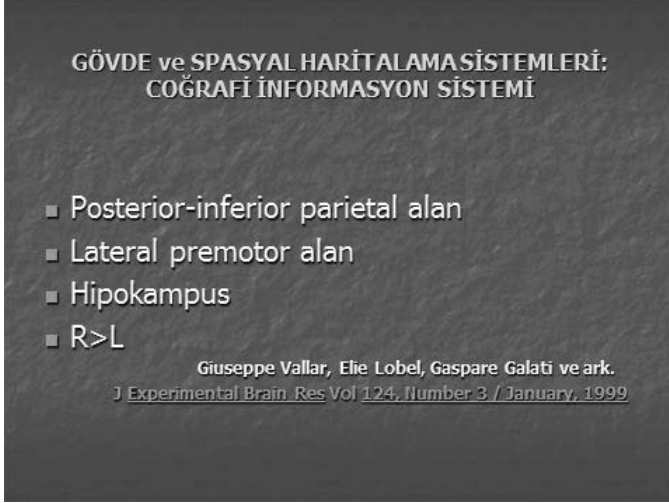 GÖVDE ve SPASYAL HARİTALAMA SİSTEMLERİ:
COĞRAFİ İNFORMASYON SİSTEMİ
Posterior-inferior parietal alan
Lateral premotor alan
Hipokampus
R>L
Giuseppe Vallar, Elie Lobel, Gaspare Galati ve ark.
J Experimental Brain Res Vol 124, Number 3 / January, 1999